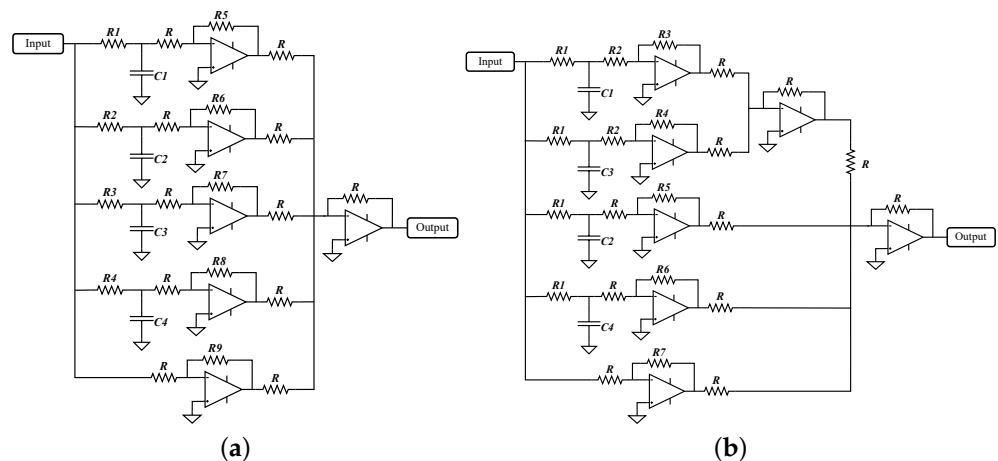 Input
R1 R R5 R
C1
R2 R R6 R
C2
R3 R R7 R
C3
R4 R R8 R
C4
R R9 R
R
Output
(a)
Input
R1 R2 R3 R
C1
R
R1 R2 R4 R
C3
R
R1 R R5 R
C2
R
Output
R1 R R6 R
C4
R R7 R
(b)